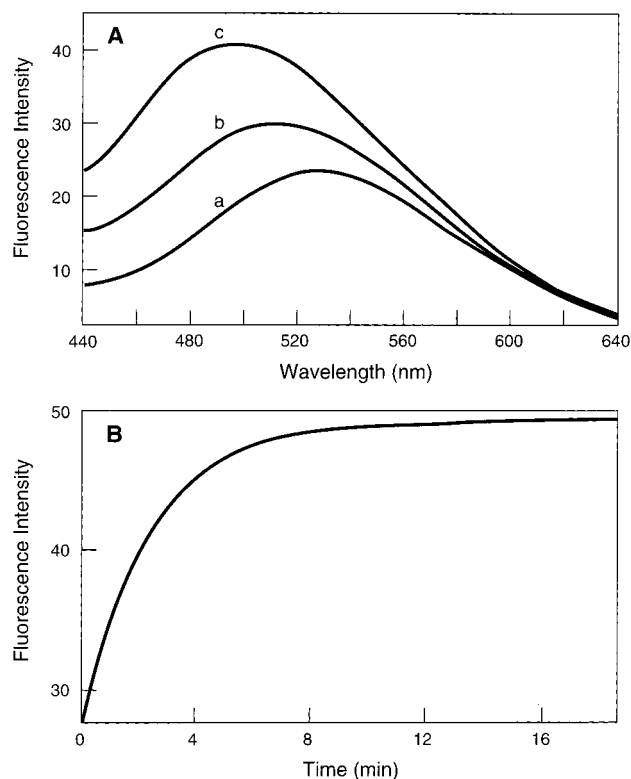 A
c
b
a
40
30
20
10
Fluorescence Intensity
440 480 520 560 600 640
Wavelength (nm)
B
50
40
30
Fluorescence Intensity
0 4 8 12 16
Time (min)